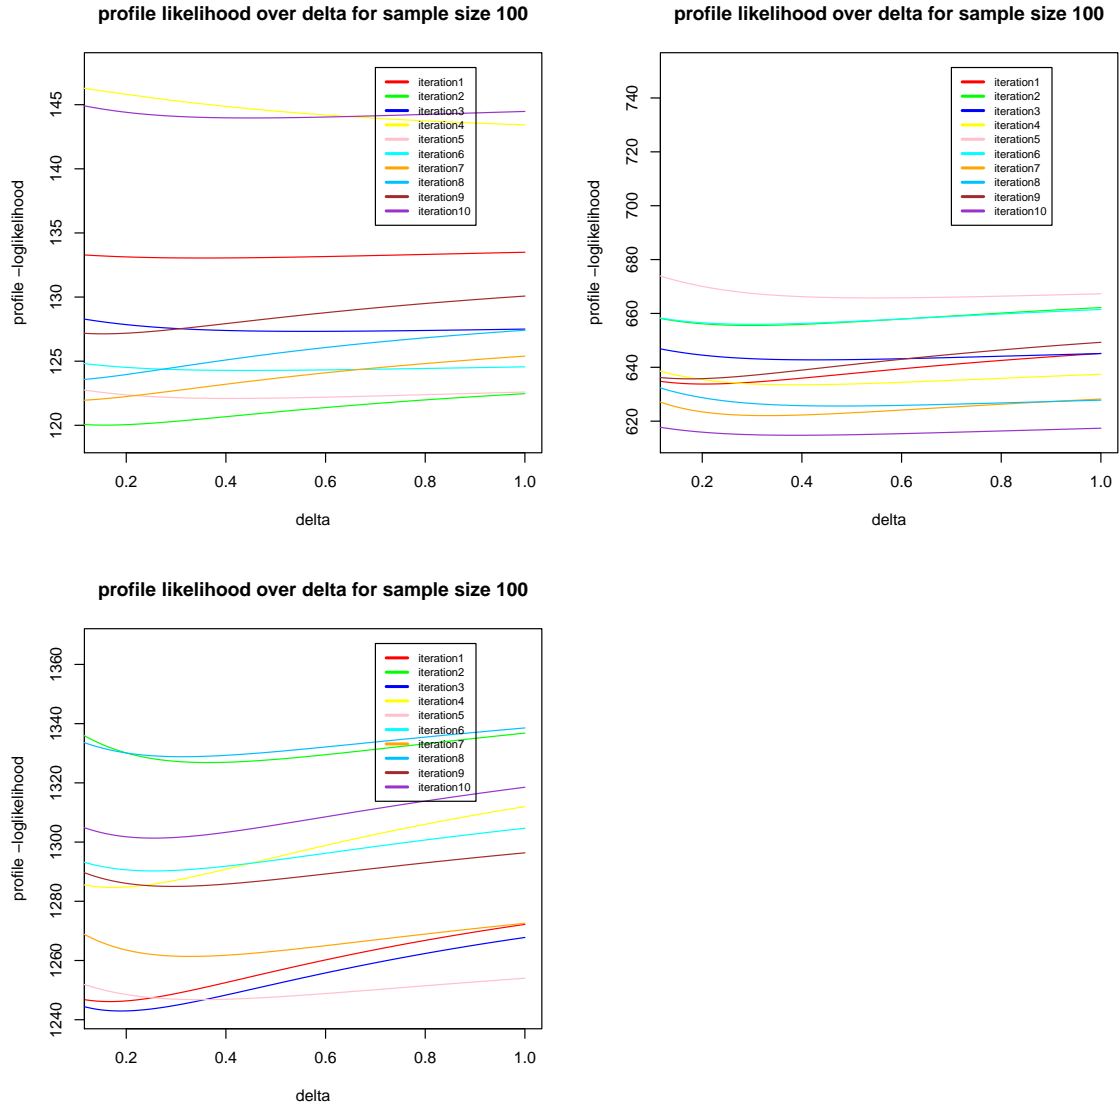 profile likelihood over delta for sample size 100
profile −loglikelihood
145
140
135
130
125
120
iteration1
iteration2
iteration3
iteration4
iteration5
iteration6
iteration7
iteration8
iteration9
iteration10
0.2 0.4 0.6 0.8 1.0
delta
profile likelihood over delta for sample size 100
profile −loglikelihood
740
720
700
680
660
640
620
iteration1
iteration2
iteration3
iteration4
iteration5
iteration6
iteration7
iteration8
iteration9
iteration10
0.2 0.4 0.6 0.8 1.0
delta
profile likelihood over delta for sample size 100
profile −loglikelihood
1360
1340
1320
1300
1280
1260
1240
iteration1
iteration2
iteration3
iteration4
iteration5
iteration6
iteration7
iteration8
iteration9
iteration10
0.2 0.4 0.6 0.8 1.0
delta